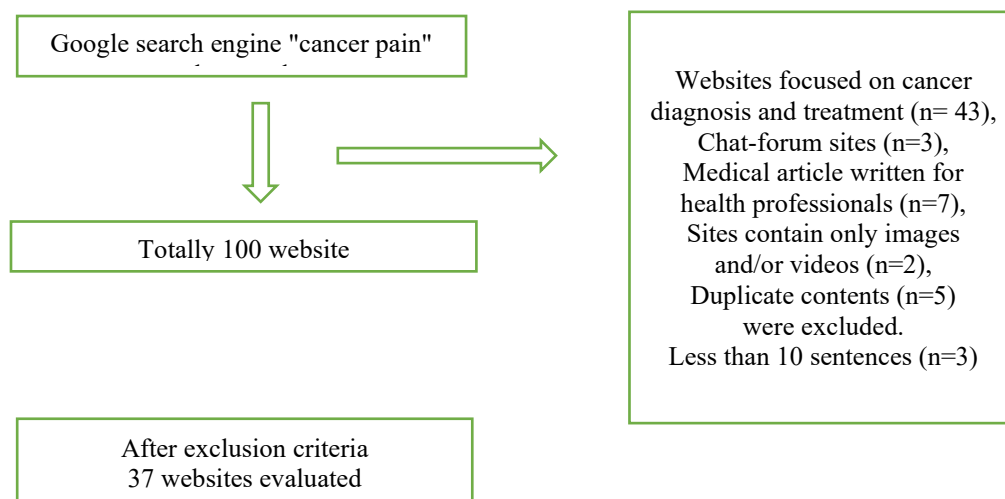 Google search engine "cancer pain"
Totally 100 website
After exclusion criteria
37 websites evaluated
Websites focused on cancer
diagnosis and treatment (n= 43),
Chat-forum sites (n=3),
Medical article written for
health professionals (n=7),
Sites contain only images
and/or videos (n=2),
Duplicate contents (n=5)
were excluded.
Less than 10 sentences (n=3)